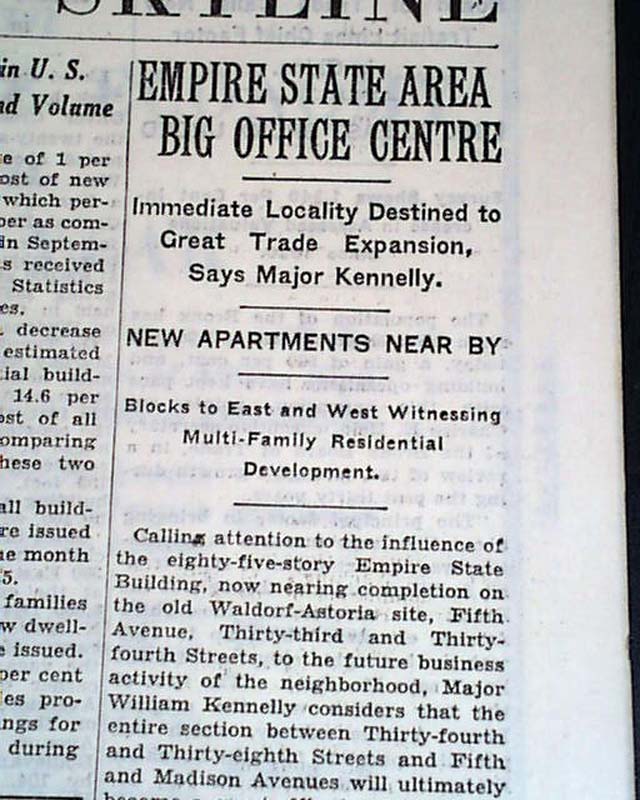 SKYLINE
in U. S.
nd Volume
e of 1 per
ost of new
which per-
per as com-
in Septem-
s received
Statistics
es.
decrease
estimated
ial build-
14.6 per
ost of all
omparing
hese two
all build-
re issued
he month
5.
families
w dwell-
e issued.
per cent
es pro-
ngs for
during
EMPIRE STATE AREA
BIG OFFICE CENTRE
Immediate Locality Destined to
Great Trade Expansion,
Says Major Kennelly.
NEW APARTMENTS NEAR BY
Blocks to East and West Witnessing
Multi-Family Residential
Development.
Calling attention to the influence of
the eighty-five-story Empire State
Building, now nearing completion on
the old Waldorf-Astoria site, Fifth
Avenue, Thirty-third and Thirty-
fourth Streets, to the future business
activity of the neighborhood, Major
William Kennelly considers that the
entire section between Thirty-fourth
and Thirty-eighth Streets and Fifth
and Madison Avenues will ultimately